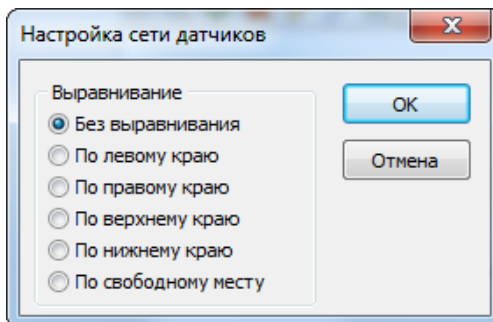 Настройка сети датчиков
Выравнивание
Без выравнивания
По левому краю
По правому краю
По верхнему краю
По нижнему краю
По свободному месту
OK
Отмена